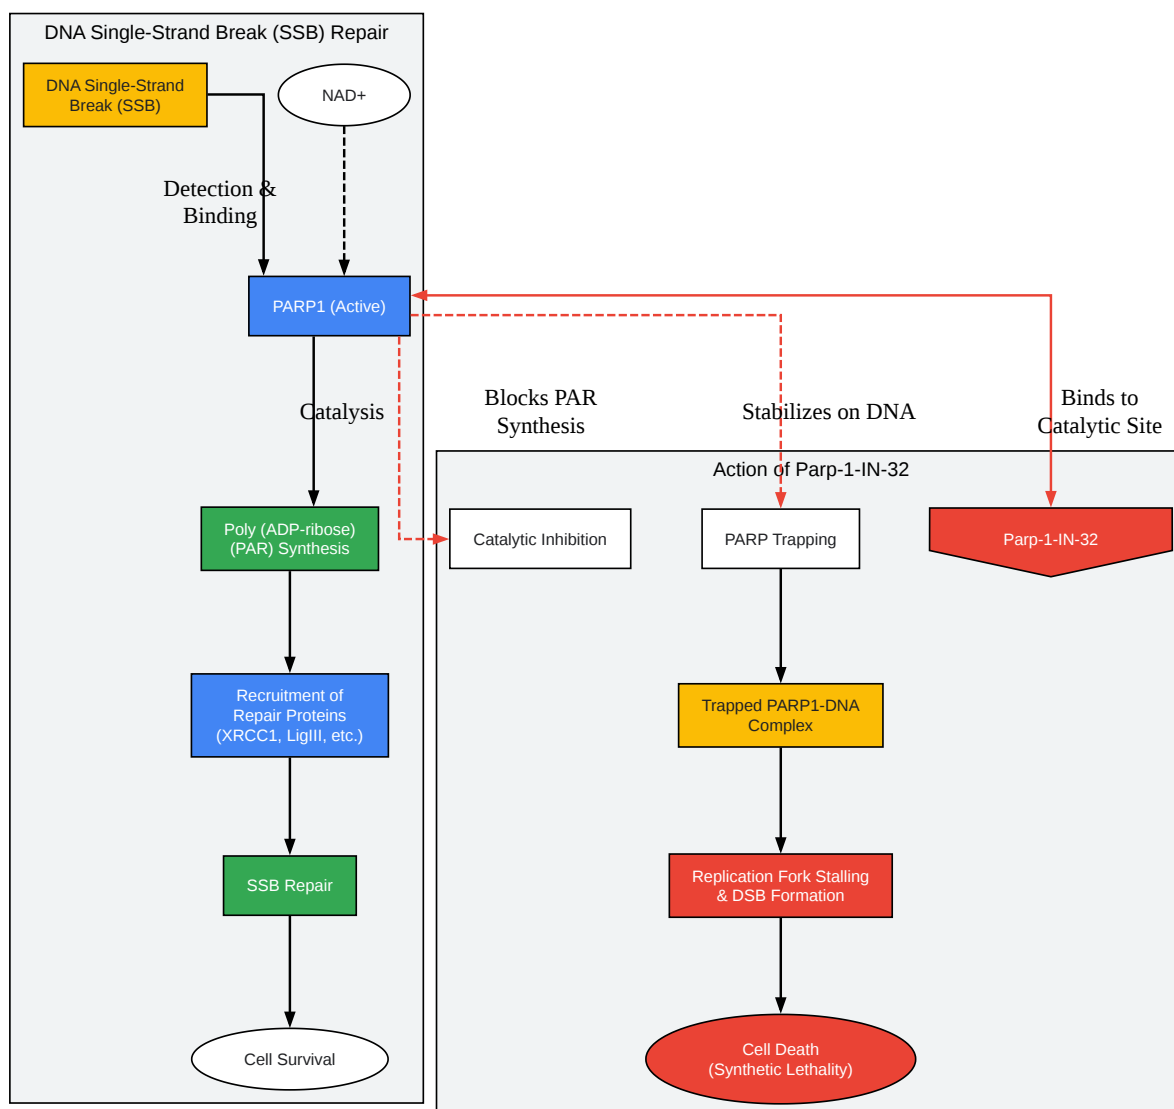 DNA Single-Strand Break (SSB) Repair
DNA Single-Strand
Break (SSB)
NAD+
Detection &
Binding
PARP1 (Active)
Catalysis
Blocks PAR
Synthesis
Stabilizes on DNA
Binds to
Catalytic Site
Action of Parp-1-IN-32
Poly (ADP-ribose)
(PAR) Synthesis
Catalytic Inhibition
PARP Trapping
Parp-1-IN-32
Recruitment of
Repair Proteins
(XRCC1, LigIII, etc.)
Trapped PARP1-DNA
Complex
SSB Repair
Replication Fork Stalling
& DSB Formation
Cell Survival
Cell Death
(Synthetic Lethality)